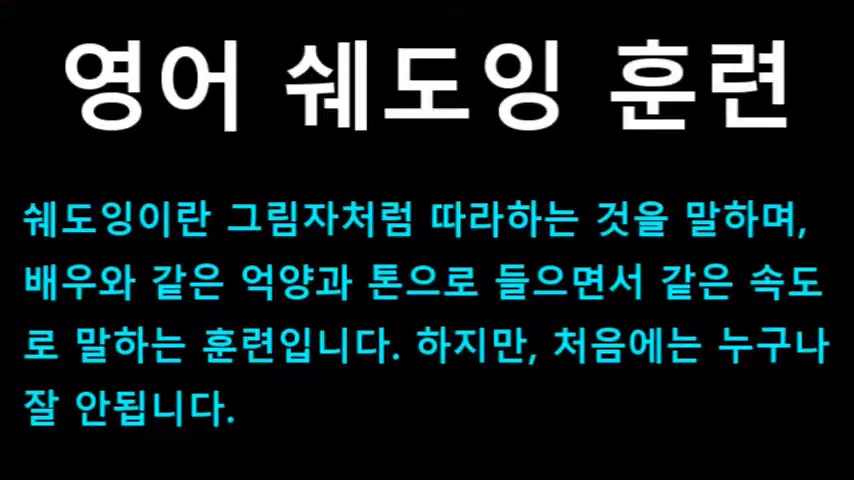 영어 쉐도잉 훈련
쉐도잉이란 그림자처럼 따라하는 것을 말하며,
배우와 같은 억양과 톤으로 들으면서 같은 속도
로 말하는 훈련입니다. 하지만, 처음에는 누구나
잘 안됩니다.